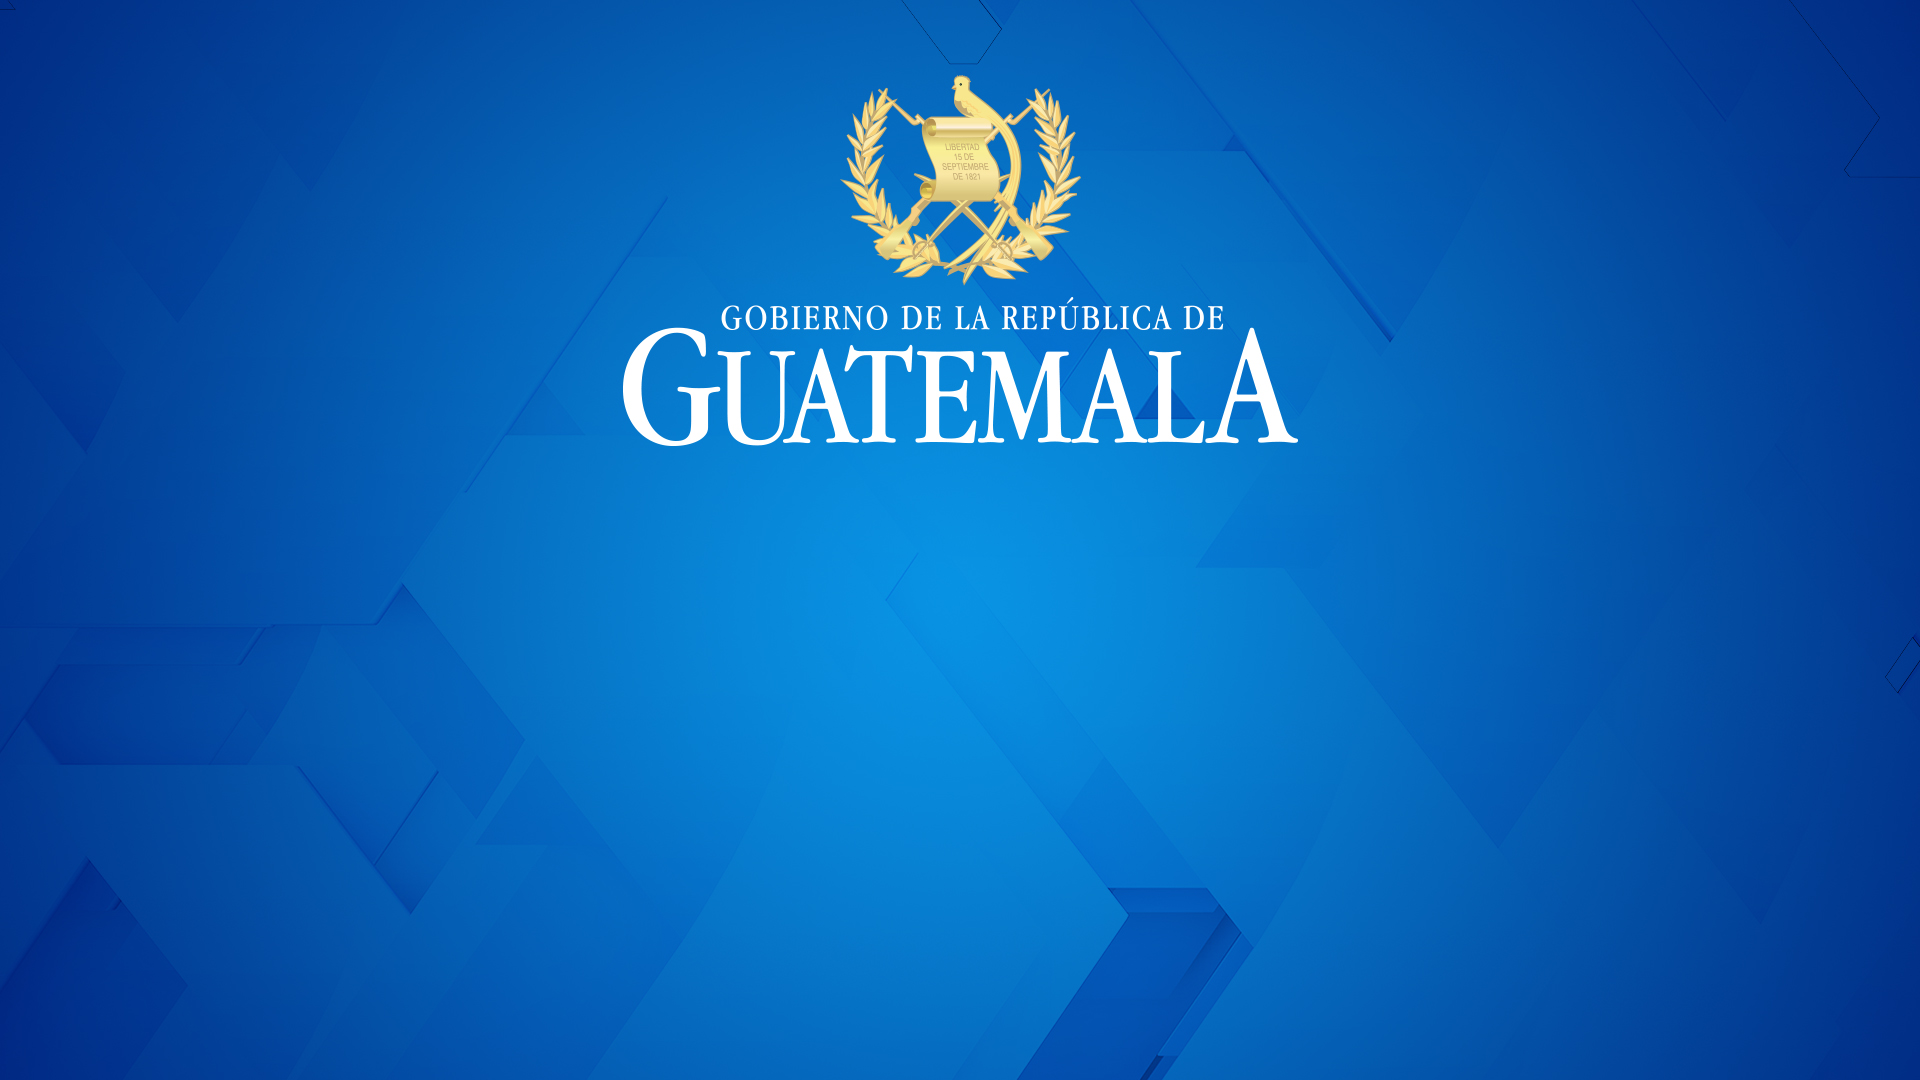 LIBERTAD
15 DE
SEPTIEMBRE
DE 1821
GOBIERNO DE LA REPÚBLICA DE
GUATEMALA